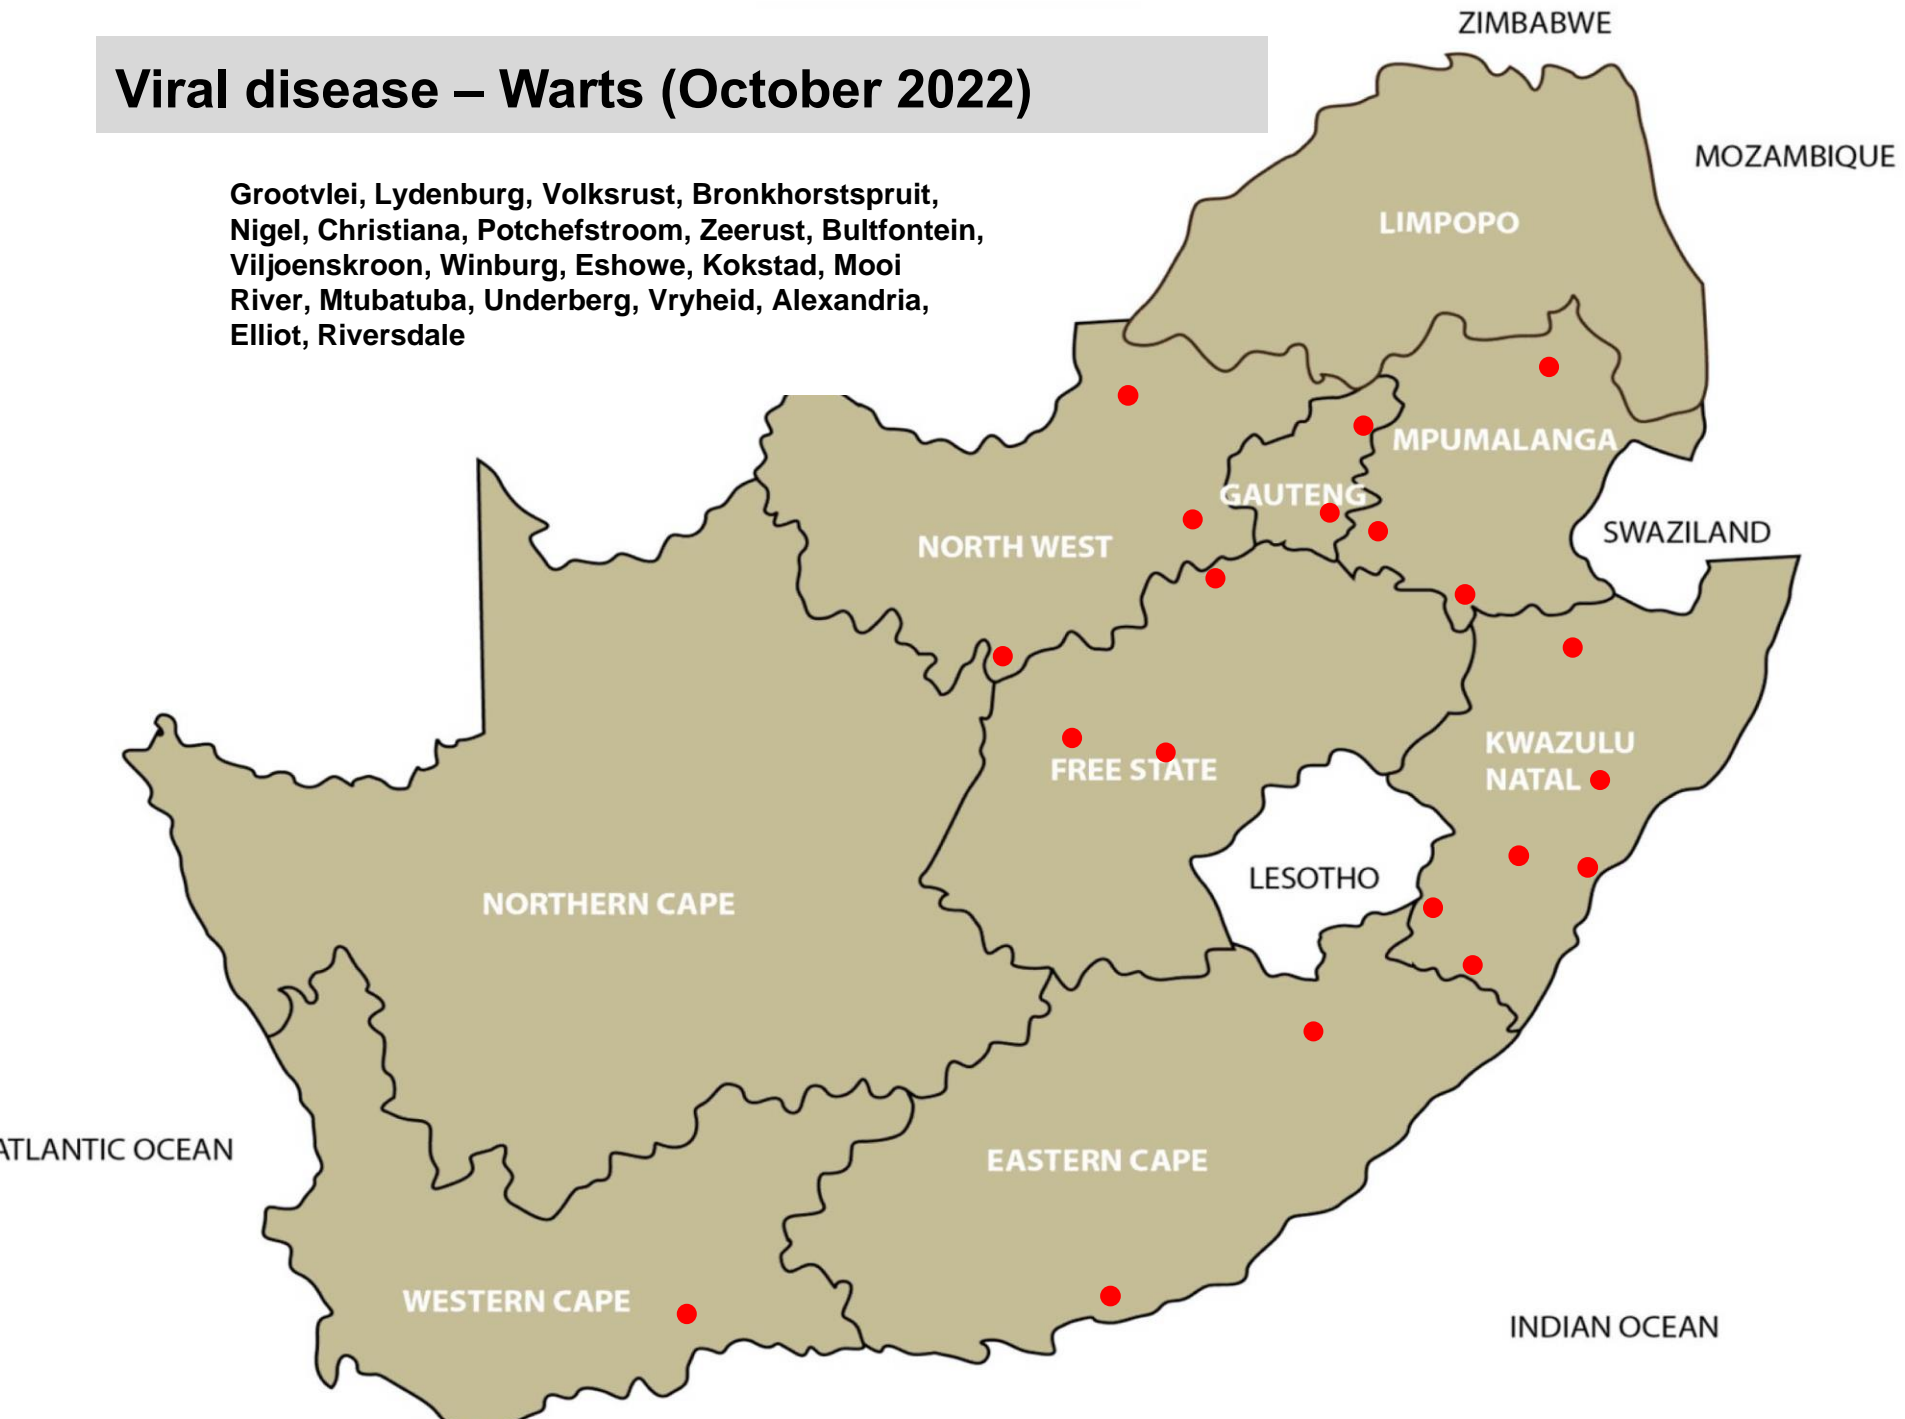 ZIMBABWE
Viral disease – Warts (October 2022)
MOZAMBIQUE
Grootvlei, Lydenburg, Volksrust, Bronkhorstspruit,
Nigel, Christiana, Potchefstroom, Zeerust, Bultfontein,
Viljoenskroon, Winburg, Eshowe, Kokstad, Mooi
River, Mtubatuba, Underberg, Vryheid, Alexandria,
Elliot, Riversdale
LIMPOPO
MPUMALANGA
GAUTENG
SWAZILAND
NORTH WEST
KWAZULU
NATAL
FREE STATE
LESOTHO
NORTHERN CAPE
ATLANTIC OCEAN
EASTERN CAPE
WESTERN CAPE
INDIAN OCEAN